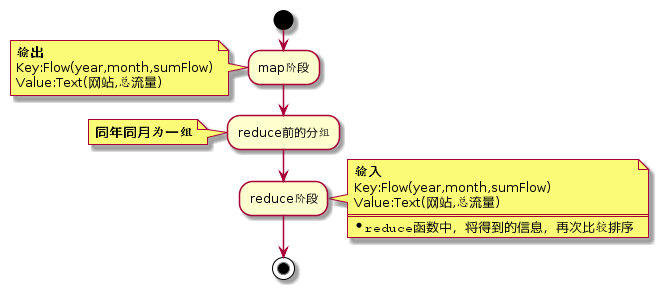 输出
Key:Flow(year,month,sumFlow)
Value:Text(网站,总流量)
map阶段
同年同月为一组
reduce前的分组
reduce阶段
输入
Key:Flow(year,month,sumFlow)
Value:Text(网站,总流量)
•reduce函数中，将得到的信息，再次比较排序